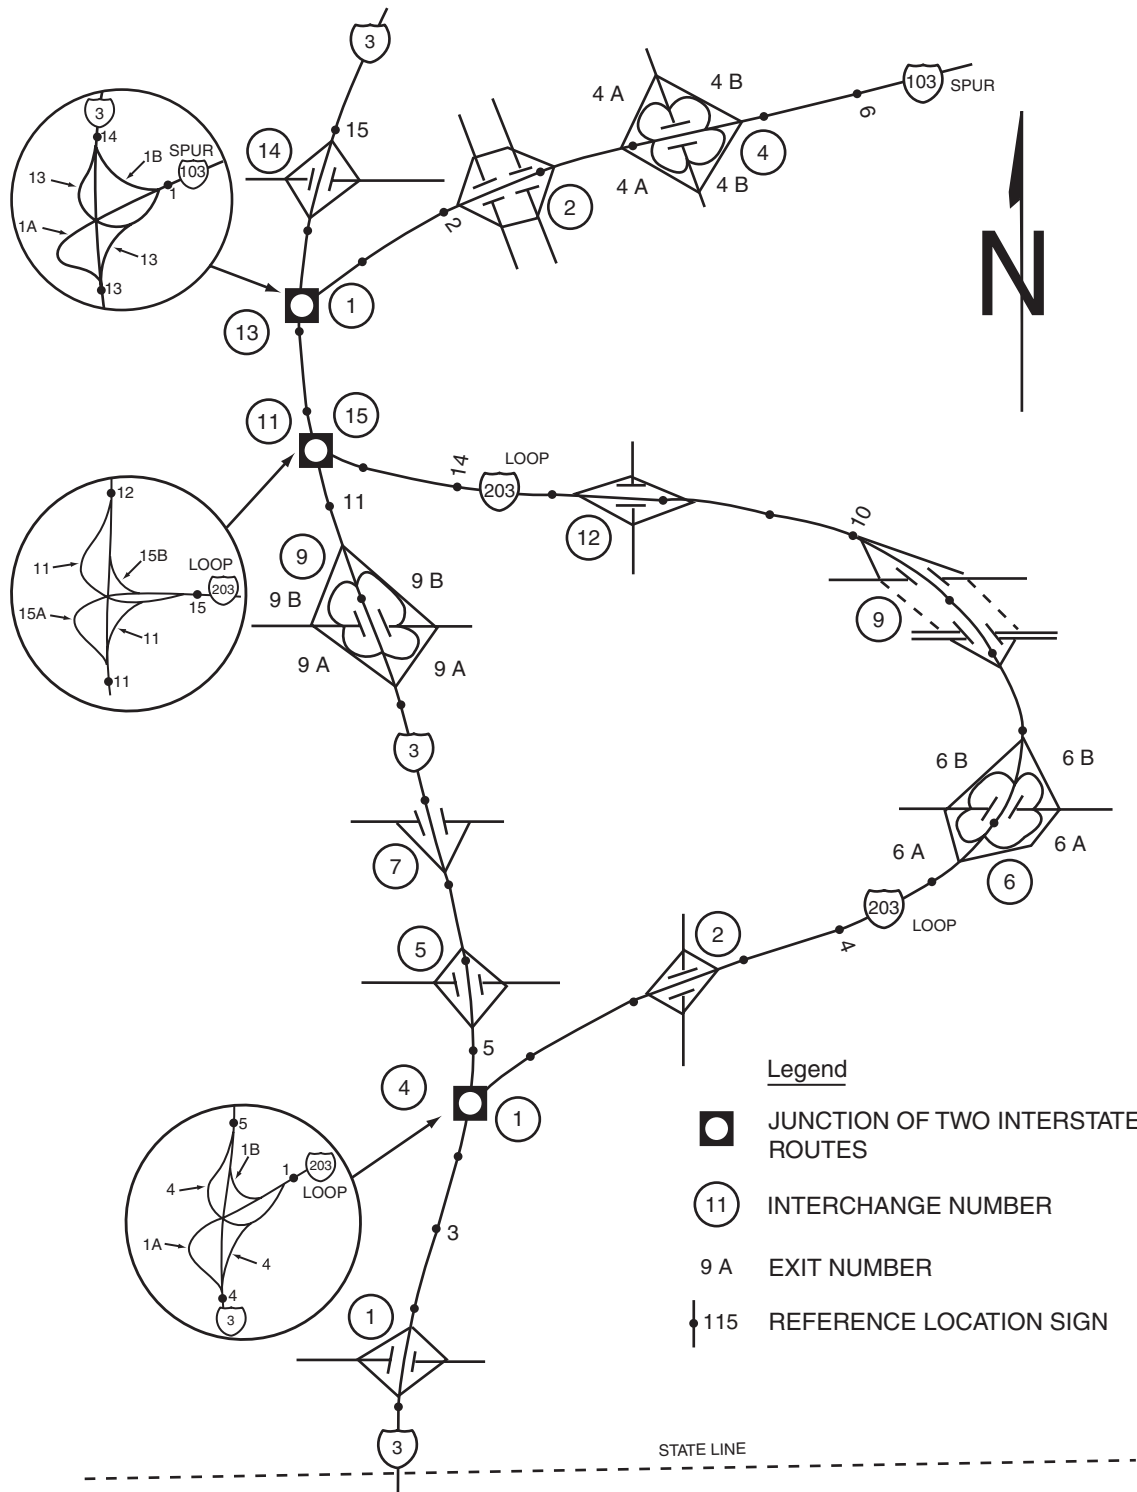 3
4 A
4 B
103
SPUR
6
4 A
4 B
4
15
14
3
14
1B
SPUR
103
1
13
1A
13
13
2
2
1
13
N
11
15
14
LOOP
203
12
10
11
9
9 B
9 B
9 A
9 A
9
12
11
15B
LOOP
203
15
15A
11
11
3
6 B
6 B
6 A
6 A
6
7
203
LOOP
4
5
2
5
4
1
5
1B
1
203
LOOP
4
1A
4
4
3
3
1
3
Legend
JUNCTION OF TWO INTERSTATE
ROUTES
11 INTERCHANGE NUMBER
9 A EXIT NUMBER
115 REFERENCE LOCATION SIGN
STATE LINE